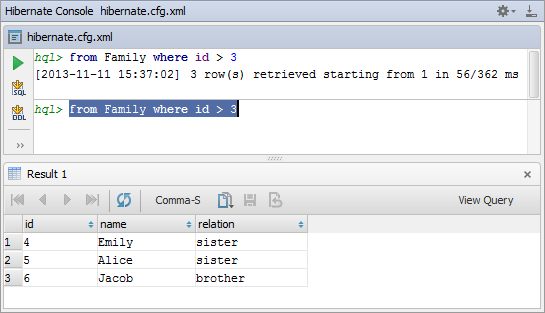 Hibernate Console hibernate.cfg.xml
hibernate.cfg.xml
hql> from Family where id > 3
[2013-11-11 15:37:02] 3 row(s) retrieved starting from 1 in 56/362 ms
SQL
hql> from Family where id > 3
DDL
>>
Result 1
Comma-S
View Query
id name relation
1 4 Emily sister
2 5 Alice sister
3 6 Jacob brother